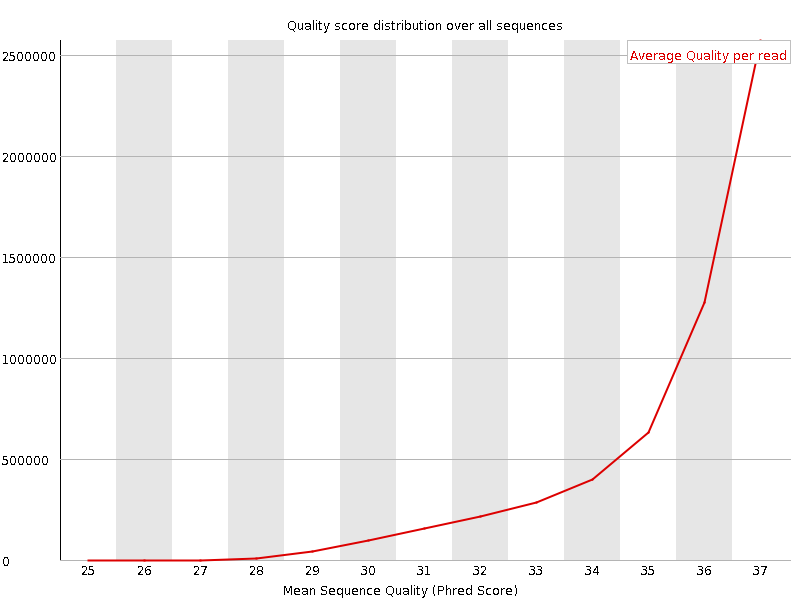 Quality score distribution over all sequences
Average Quality per read
2500000
2000000
1500000
1000000
500000
0
25 26 27 28 29 30 31 32 33 34 35 36 37
Mean Sequence Quality (Phred Score)